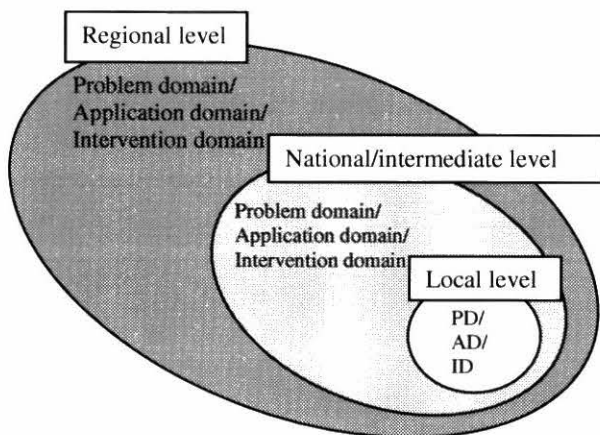 Regional level
Problem domain/
Application domain/
Intervention domain
National/intermediate level
Problem domain/
Application domain/
Intervention domain
Local level
PD/
AD/
ID